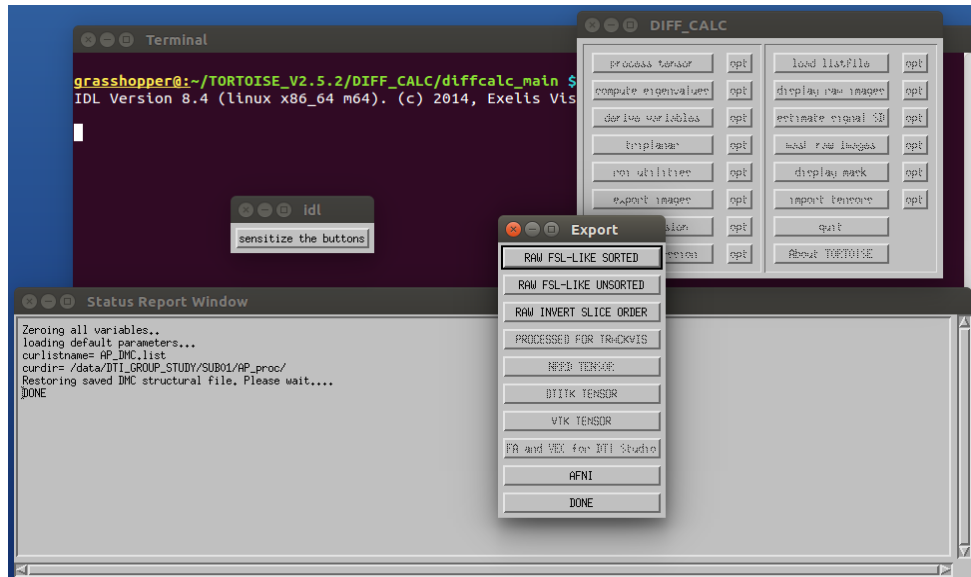 Terminal
grasshopper@:~/TORTOISE_V2.5.2/DIFF_CALC/diffcalc_main $
IDL Version 8.4 (linux x86_64 m64). (c) 2014, Exelis Vis
DIFF_CALC
process tensor opt load listfile opt
compute eigenvalues opt display raw images opt
derive variables opt estimate signal SD opt
triplanar opt mask raw images opt
roi utilities opt display mask opt
export images opt import tensors opt
opt quit
opt About TORTOISE
idl
sensitize the buttons
Export
RAW FSL-LIKE SORTED
RAW FSL-LIKE UNSORTED
RAW INVERT SLICE ORDER
PROCESSED FOR TRACKVIS
NRRD TENSOR
DTITK TENSOR
VTK TENSOR
FA and VEC for DTI Studio
AFNI
DONE
Status Report Window
Zeroing all variables..
loading default parameters...
curlistname= AP_DMC.list
curdir= /data/DTI_GROUP_STUDY/SUB01/AP_proc/
Restoring saved DMC structural file. Please wait....
DONE